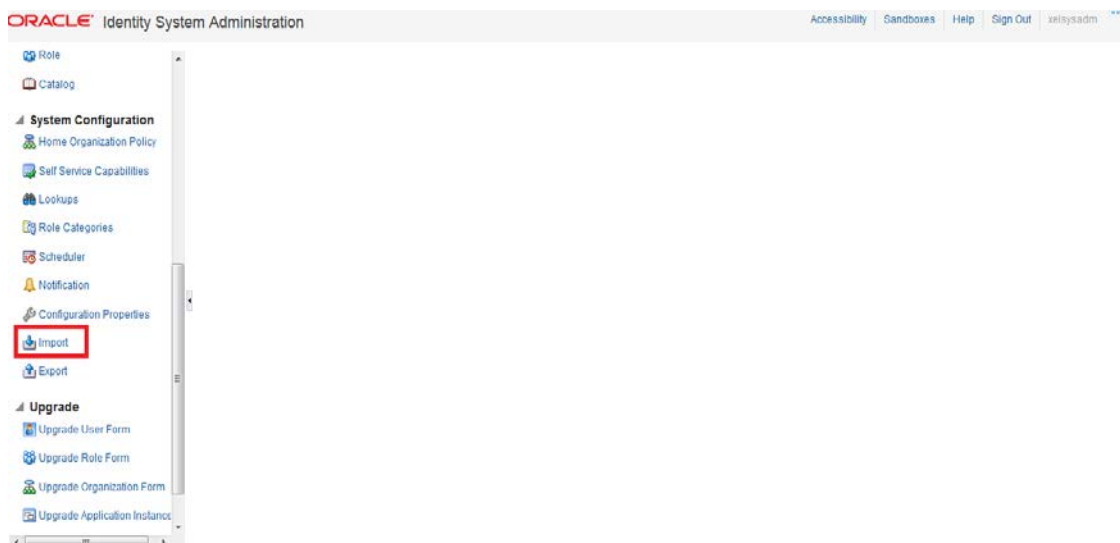 ORACLE Identity System Administration
Accessibility Sandboxes Help Sign Out xelsysadm
Role
Catalog
System Configuration
Home Organization Policy
Self Service Capabilities
Lookups
Role Categories
Scheduler
Notification
Configuration Properties
Import
Export
Upgrade
Upgrade User Form
Upgrade Role Form
Upgrade Organization Form
Upgrade Application Instance